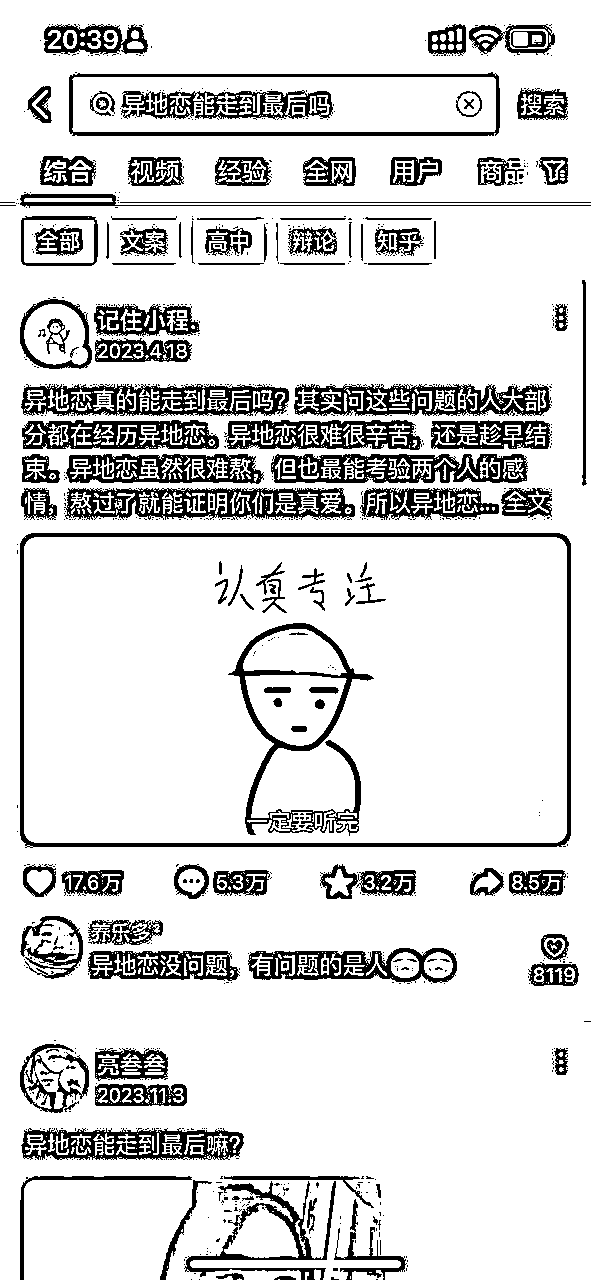 20:39
异地恋能走到最后吗
搜索
综合 视频 经验 全网 用户 商品
全部 文案 高中 辩论 知乎
记住小程.
2023.4.18
异地恋真的能走到最后吗？其实问这些问题的人大部
分都在经历异地恋。异地恋很难很辛苦，还是趁早结
束。异地恋虽然很难熬，但也最能考验两个人的感
情，熬过了就能证明你们是真爱。所以异地恋... 全文
认真专注
一定要听完
17.6万 5.3万 3.2万 8.5万
养乐多²
异地恋没问题，有问题的是人
8119
亮叁叁
2023.11.3
异地恋能走到最后嘛？